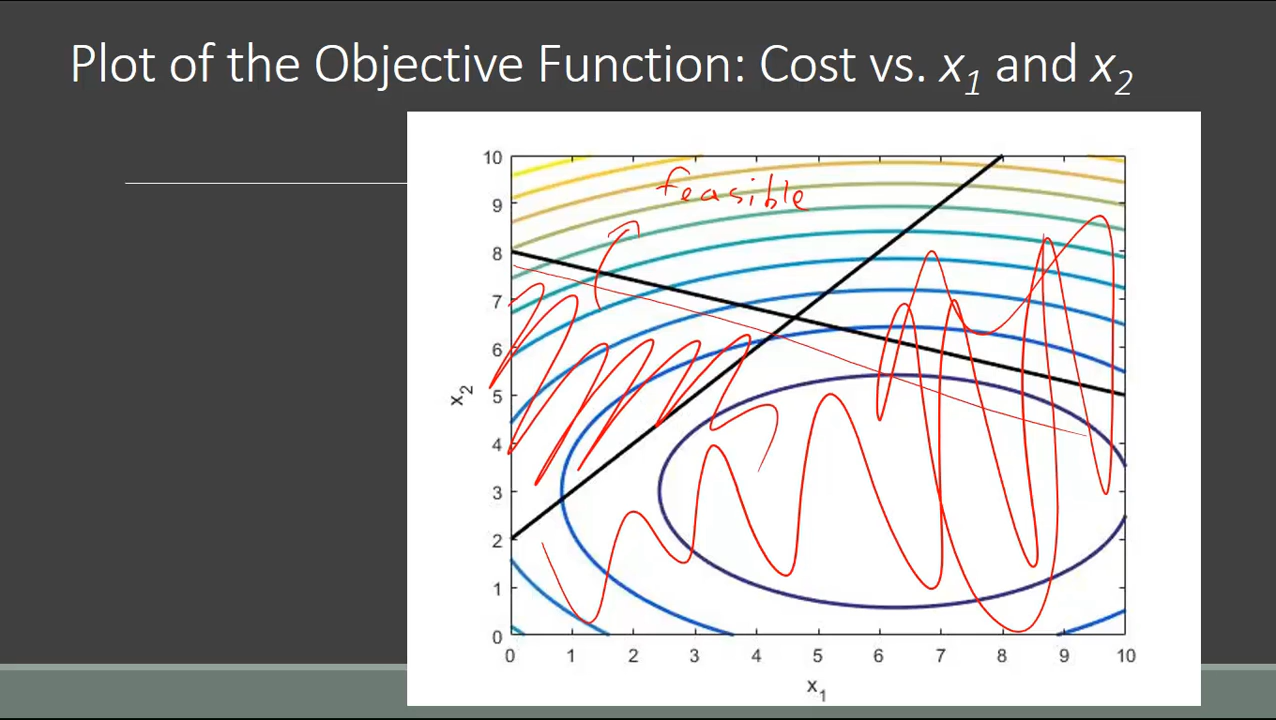 Plot of the Objective Function: Cost vs. x₁ and x₂
feasible
10
9
8
7
6
5
4
3
2
1
0
x₂
0 1 2 3 4 5 6 7 8 9 10
x₁